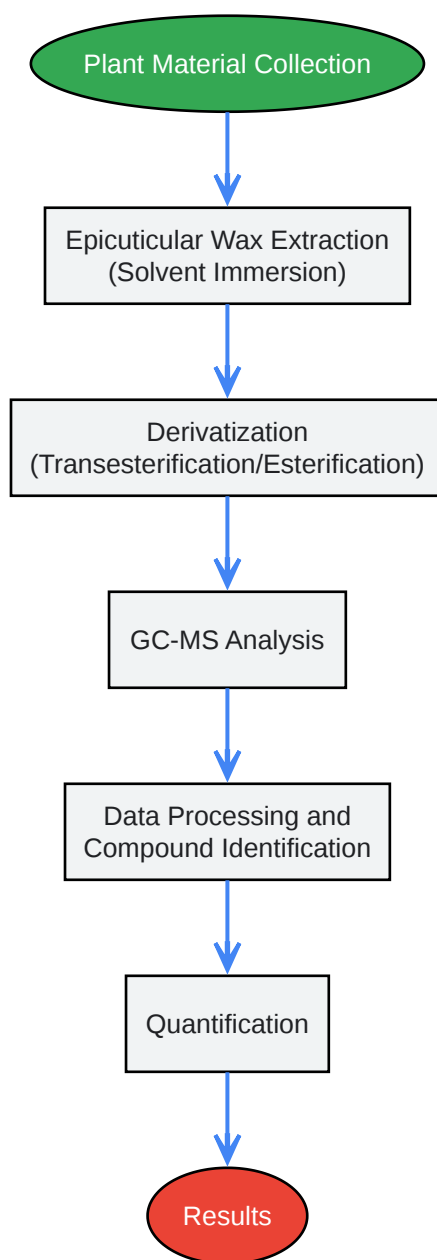 Plant Material Collection
Epicuticular Wax Extraction
(Solvent Immersion)
Derivatization
(Transesterification/Esterification)
GC-MS Analysis
Data Processing and
Compound Identification
Quantification
Results